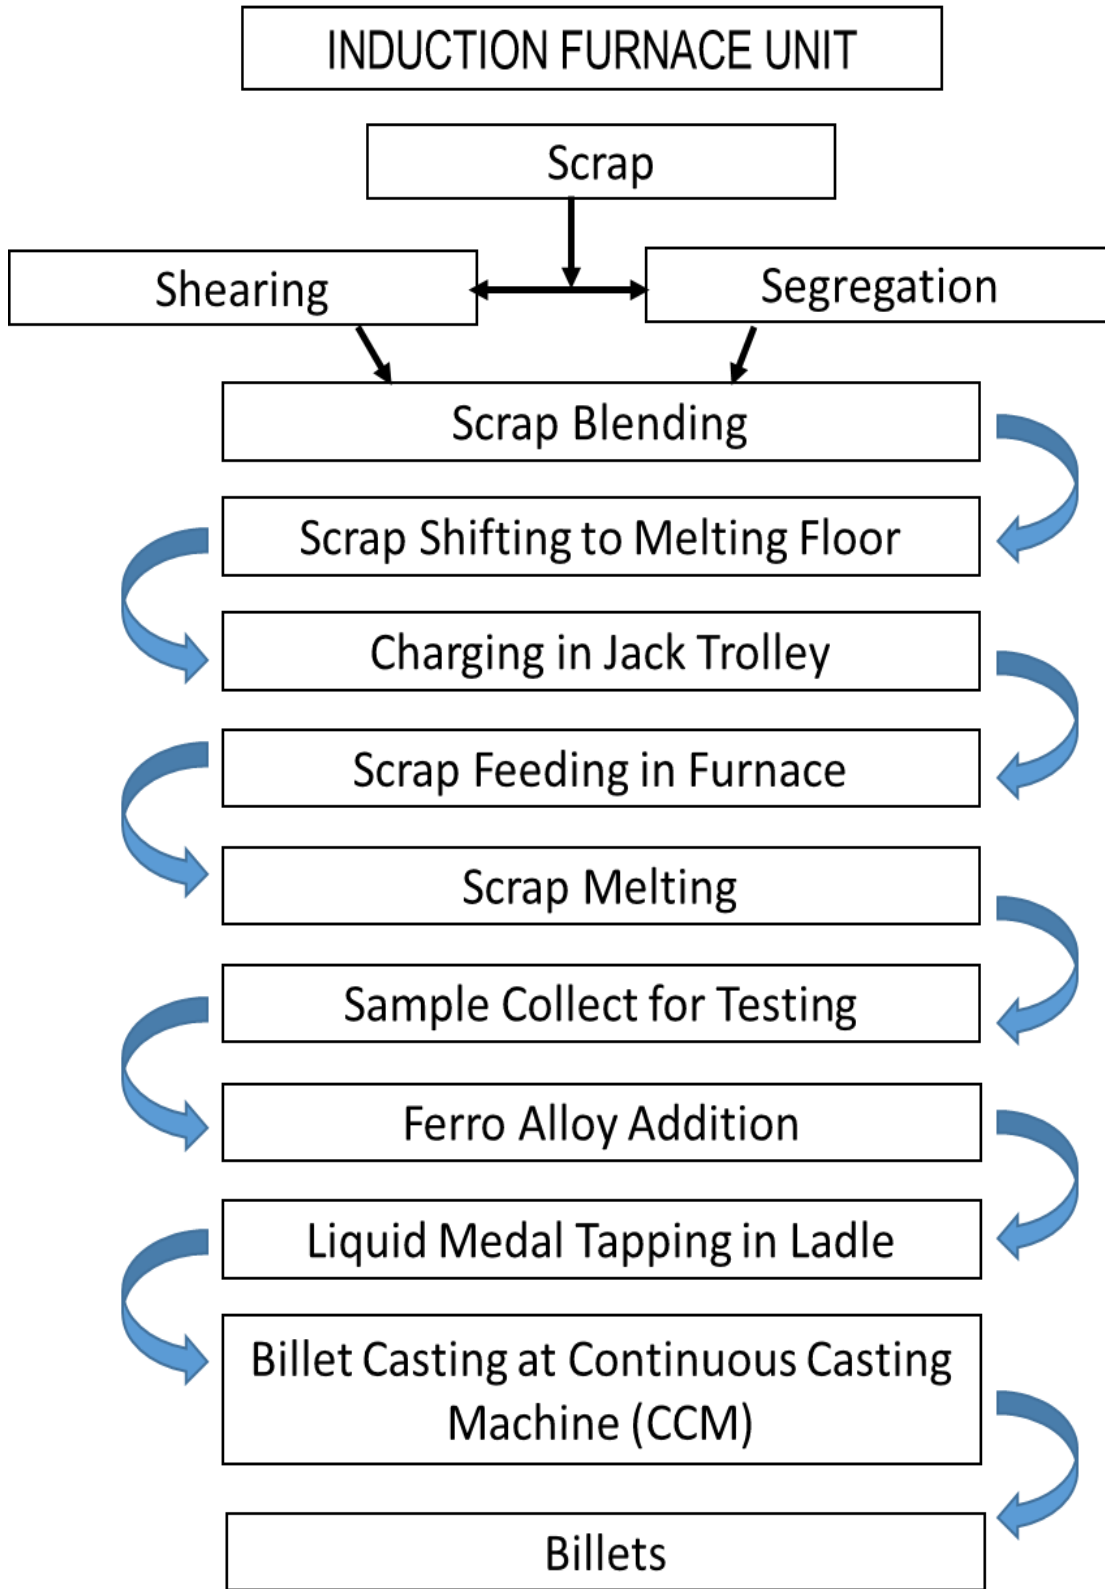 INDUCTION FURNACE UNIT
Scrap
Shearing
Segregation
Scrap Blending
Scrap Shifting to Melting Floor
Charging in Jack Trolley
Scrap Feeding in Furnace
Scrap Melting
Sample Collect for Testing
Ferro Alloy Addition
Liquid Medal Tapping in Ladle
Billet Casting at Continuous Casting
Machine (CCM)
Billets